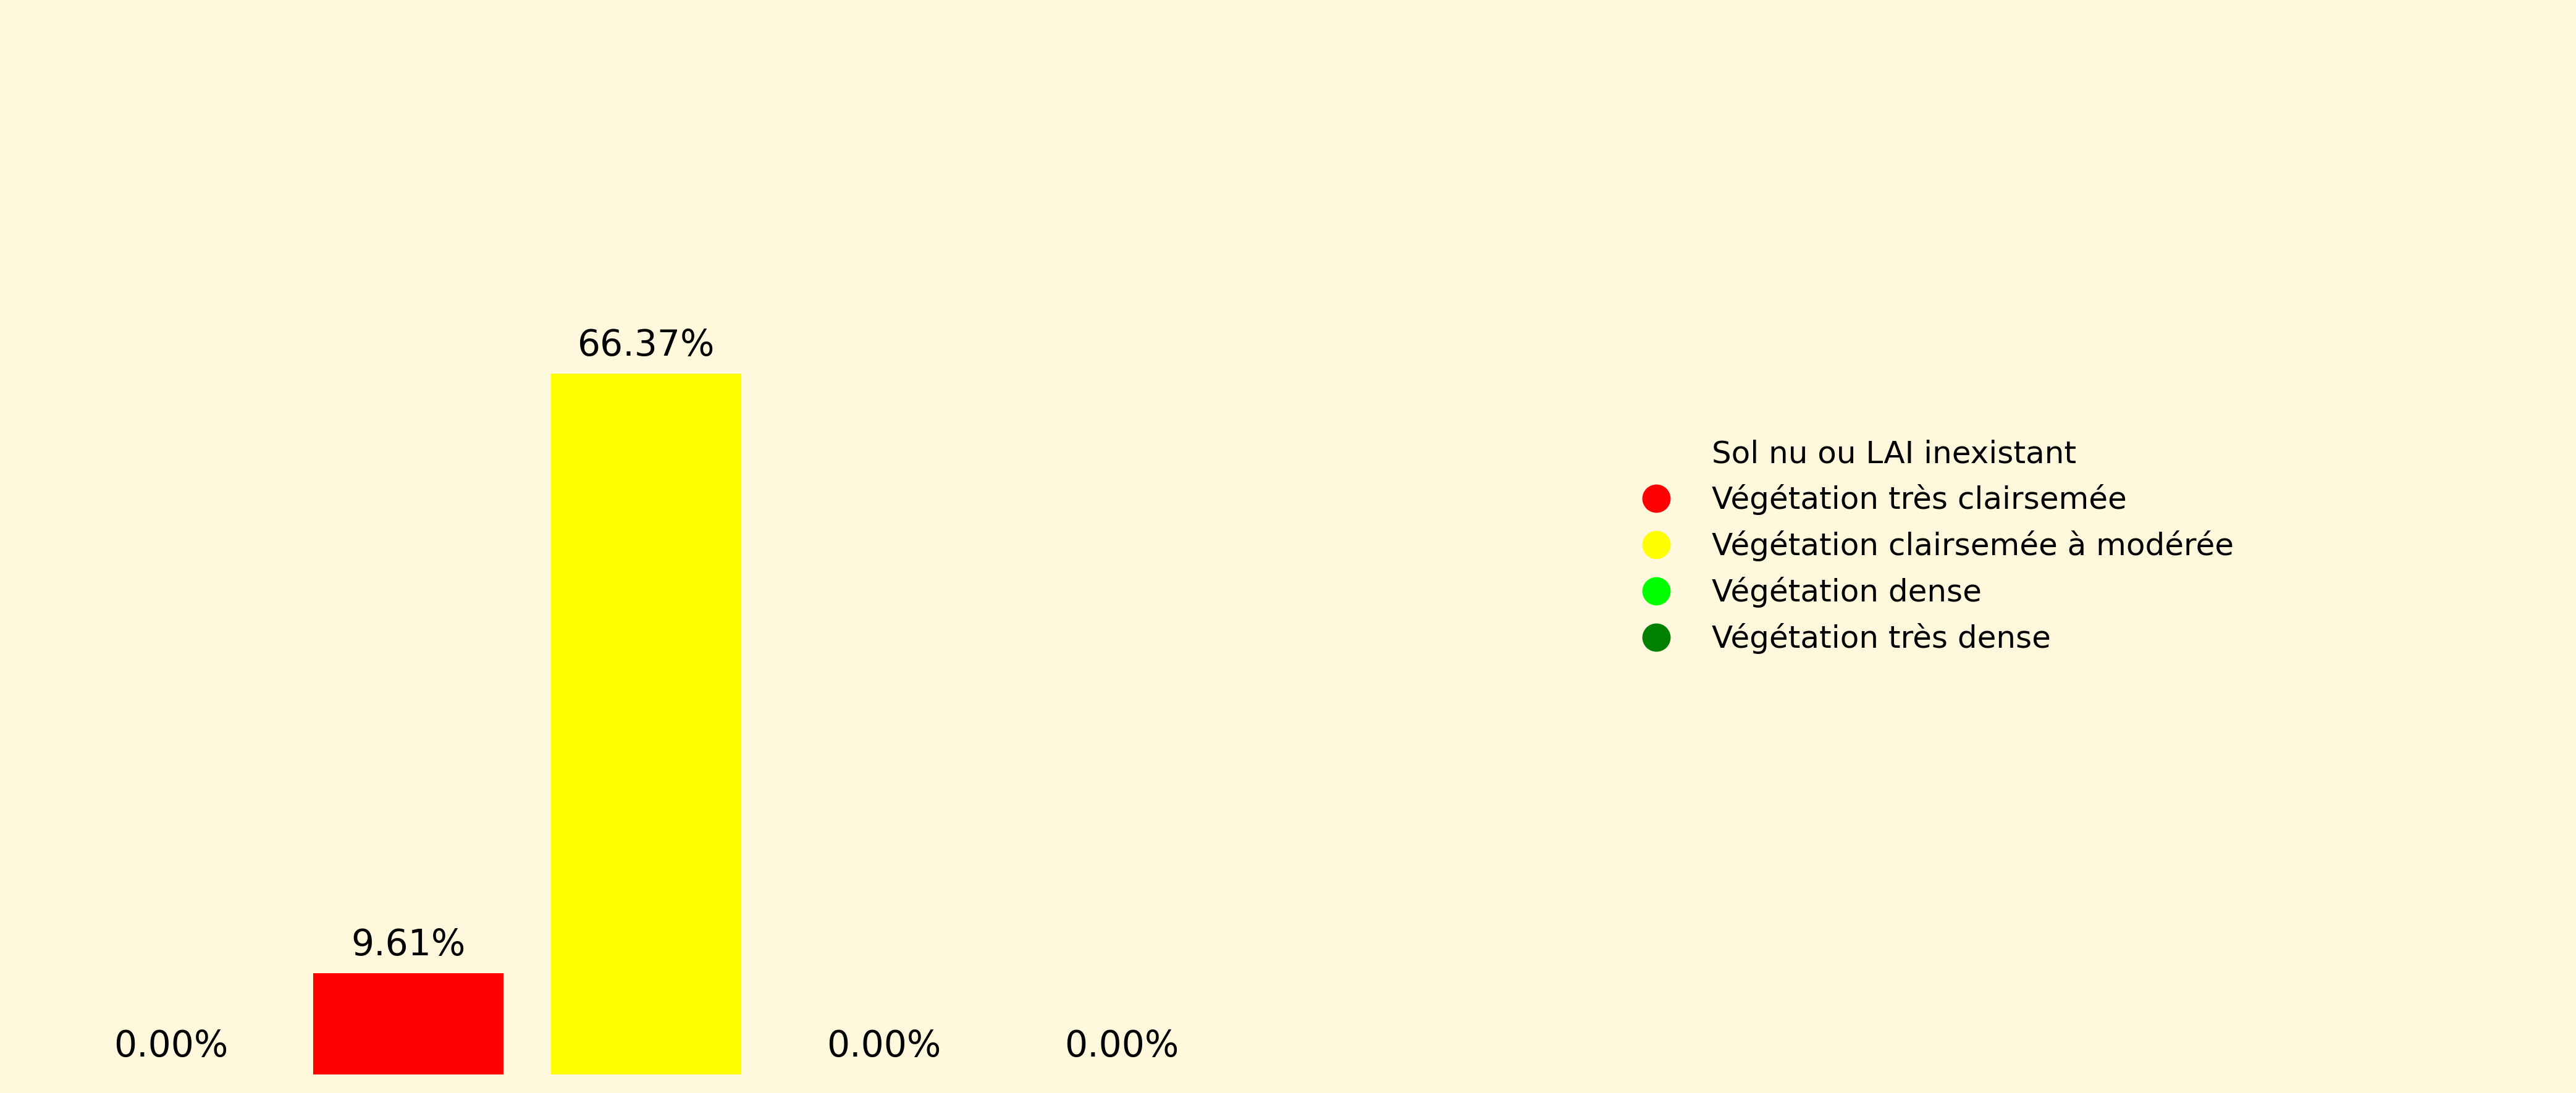 66.37%
9.61%
0.00%
0.00%
0.00%
Sol nu ou LAI inexistant
Végétation très clairsemée
Végétation clairsemée à modérée
Végétation dense
Végétation très dense